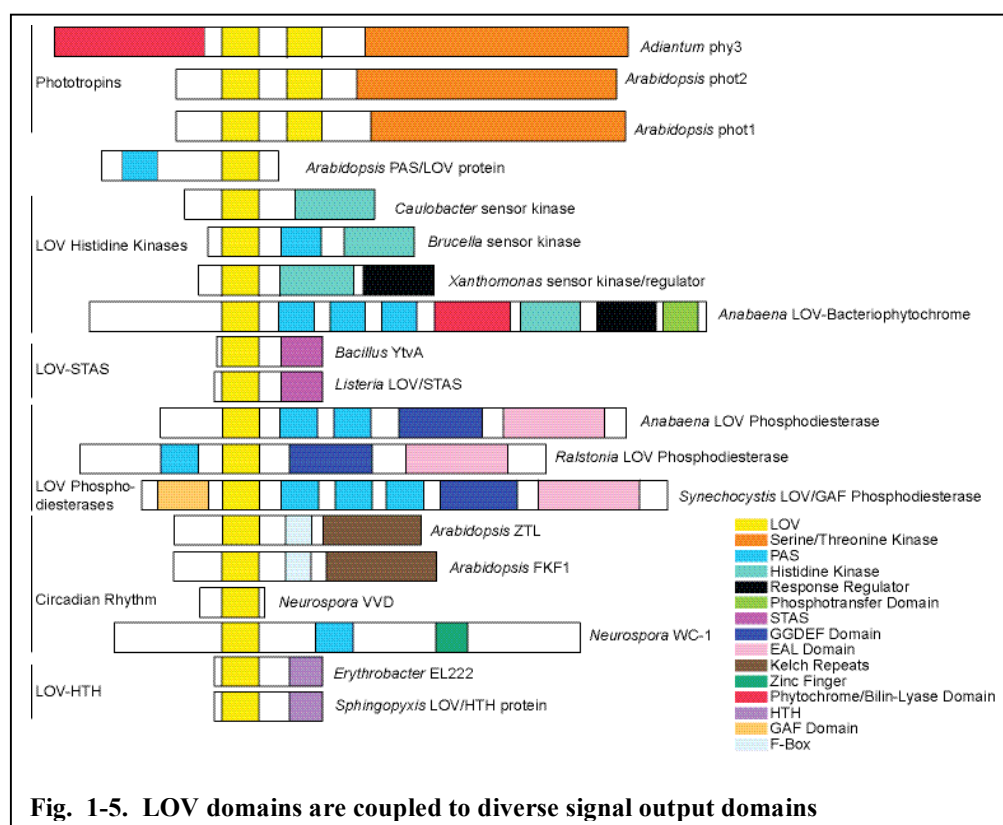 Adiantum phy3
Phototropins
Arabidopsis phot2
Arabidopsis phot1
Arabidopsis PAS/LOV protein
Caulobacter sensor kinase
LOV Histidine Kinases
Brucella sensor kinase
Xanthomonas sensor kinase/regulator
Anabaena LOV-Bacteriophytochrome
LOV-STAS
Bacillus YtvA
Listeria LOV/STAS
Anabaena LOV Phosphodiesterase
Ralstonia LOV Phosphodiesterase
LOV Phospho-
diesterases
Synechocystis LOV/GAF Phosphodiesterase
Arabidopsis ZTL
Arabidopsis FKF1
Circadian Rhythm
Neurospora VVD
Neurospora WC-1
LOV-HTH
Erythrobacter EL222
Sphingopyxis LOV/HTH protein
LOV
Serine/Threonine Kinase
PAS
Histidine Kinase
Response Regulator
Phosphotransfer Domain
STAS
GGDEF Domain
EAL Domain
Kelch Repeats
Zinc Finger
Phytochrome/Bilin-Lyase Domain
HTH
GAF Domain
F-Box
Fig. 1-5. LOV domains are coupled to diverse signal output domains